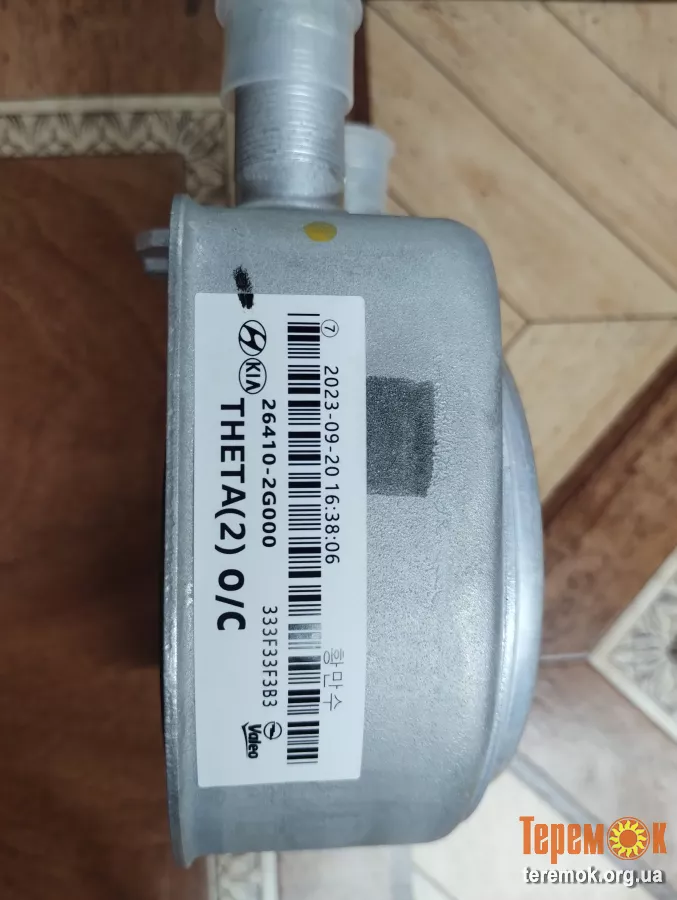 ⑦ 2023-09-20 16:38:06 황만수
KIA 26410-2G000 333F33F3B3
THETA(2) O/C
Valeo
Теремок
teremok.org.ua